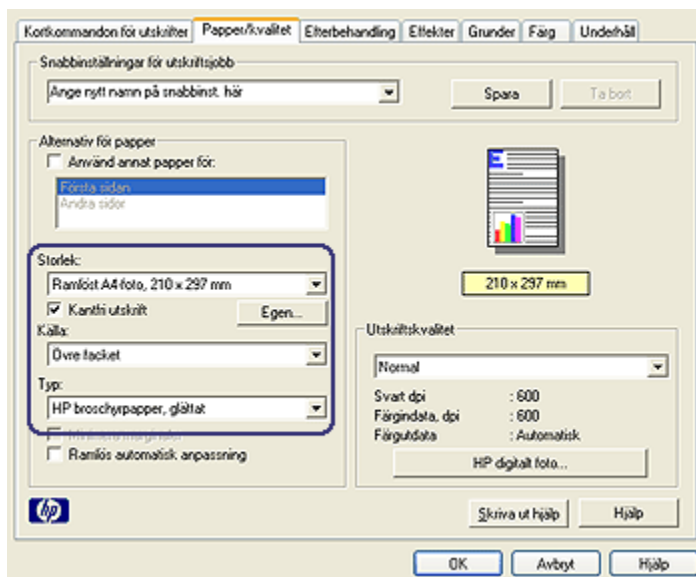 Kortkommandon för utskrifter Papper/kvalitet Efterbehandling Effekter Grunder Färg Underhåll
Snabbinställningar för utskriftsjobb
Ange nytt namn på snabbinst. här
Spara
Ta bort
Alternativ för papper
Använd annat papper för:
Första sidan
Andra sidor
Storlek:
Ramlöst A4-foto, 210 x 297 mm
Kantfri utskrift
Egen...
Källa:
Övre facket
Typ:
HP broschyrpapper, glättat
Minimera marginaler
Ramlös automatisk anpassning
E
210 x 297 mm
Utskriftskvalitet
Normal
Svart dpi : 600
Färgindata, dpi : 600
Färgutdata : Automatisk
HP digitalt foto...
hp
Skriva ut hjälp
Hjälp
OK
Avbryt
Hjälp